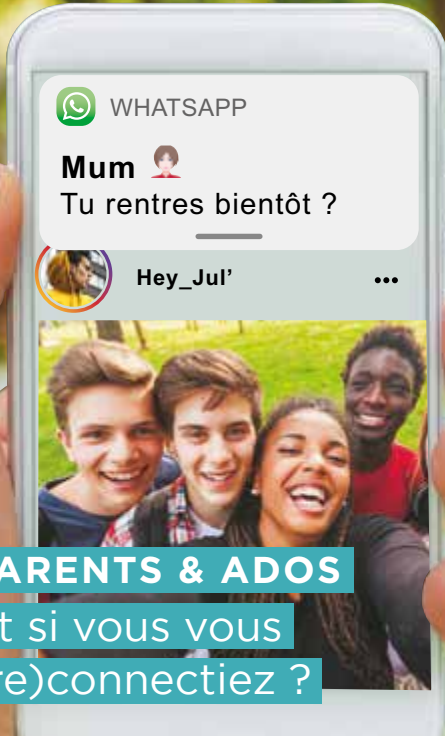 WHATSAPP
Mum
Tu rentres bientôt ?
Hey_Jul’
ARENTS & ADOS
t si vous vous
re)connectiez ?